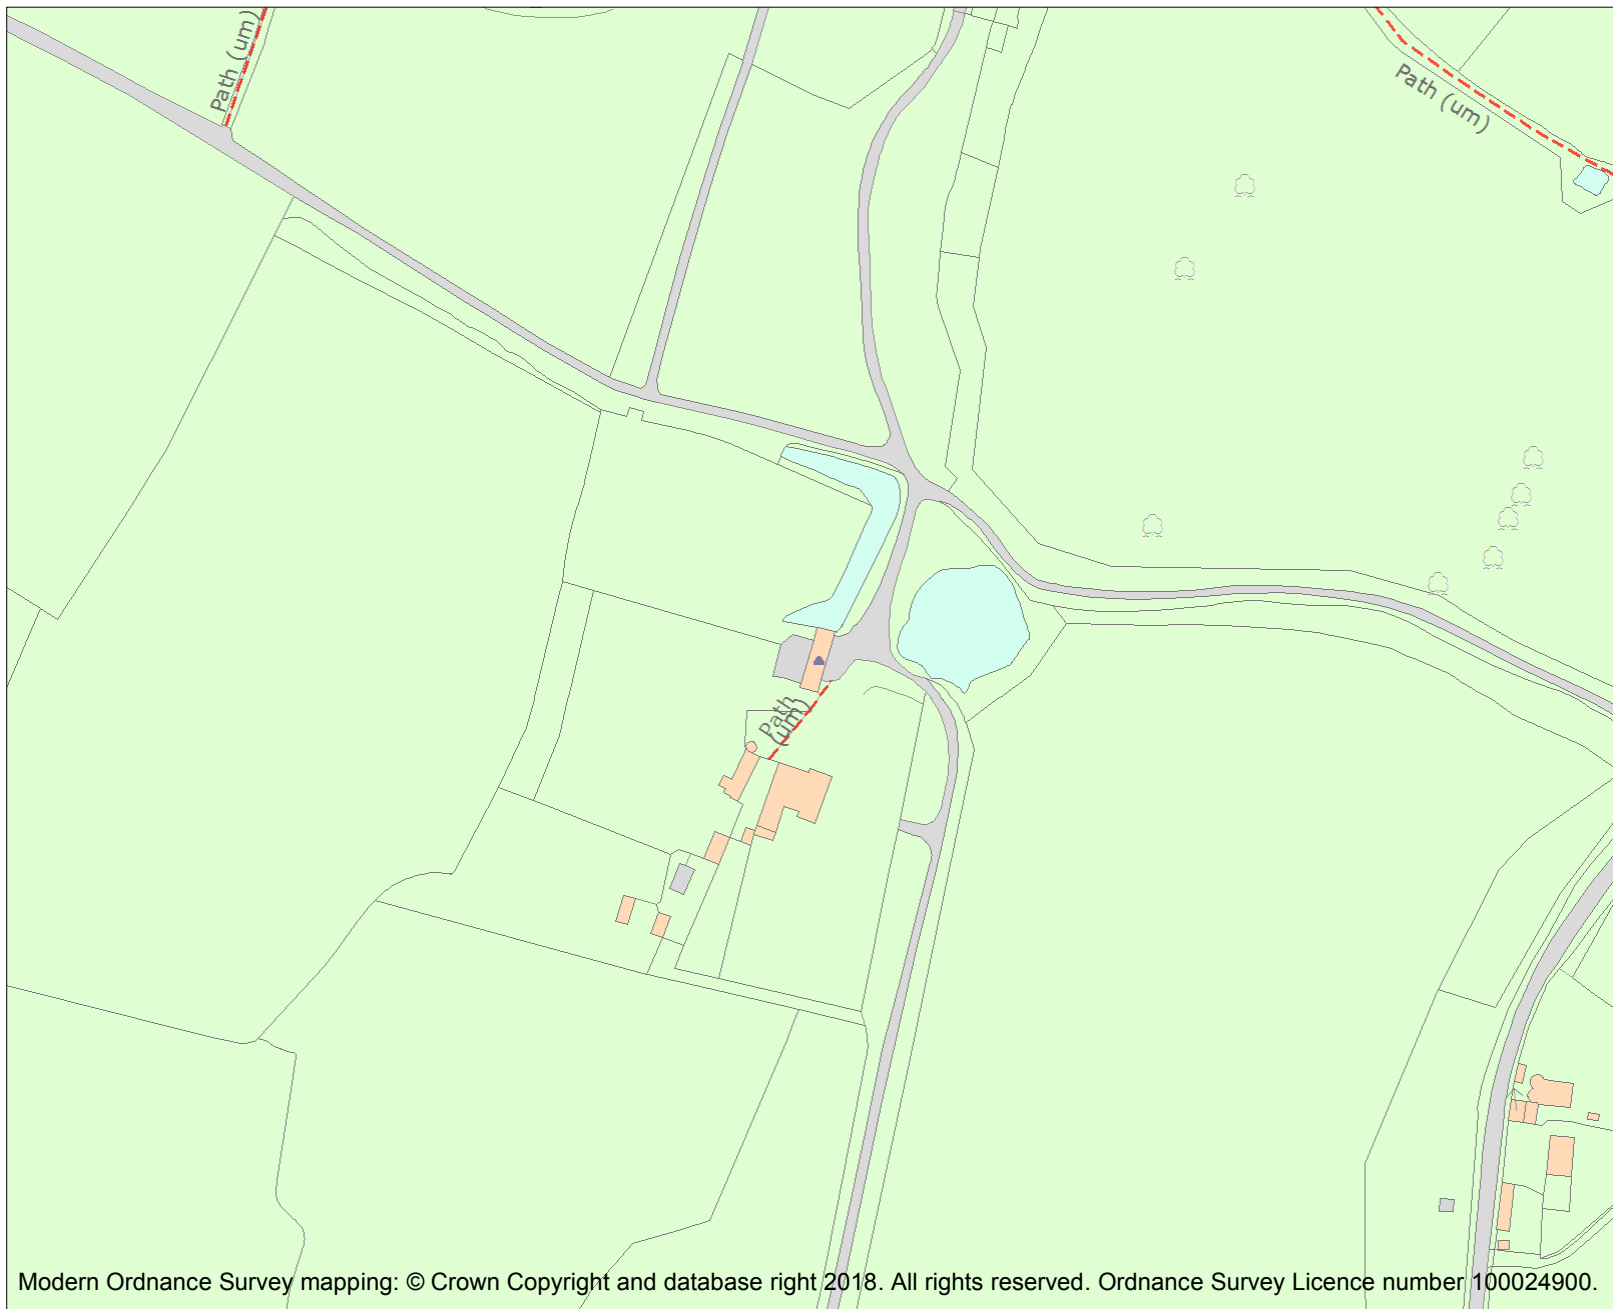 Path (um)
Path (um)
Path
(um)
Modern Ordnance Survey mapping: © Crown Copyright and database right 2018. All rights reserved. Ordnance Survey Licence number 100024900.